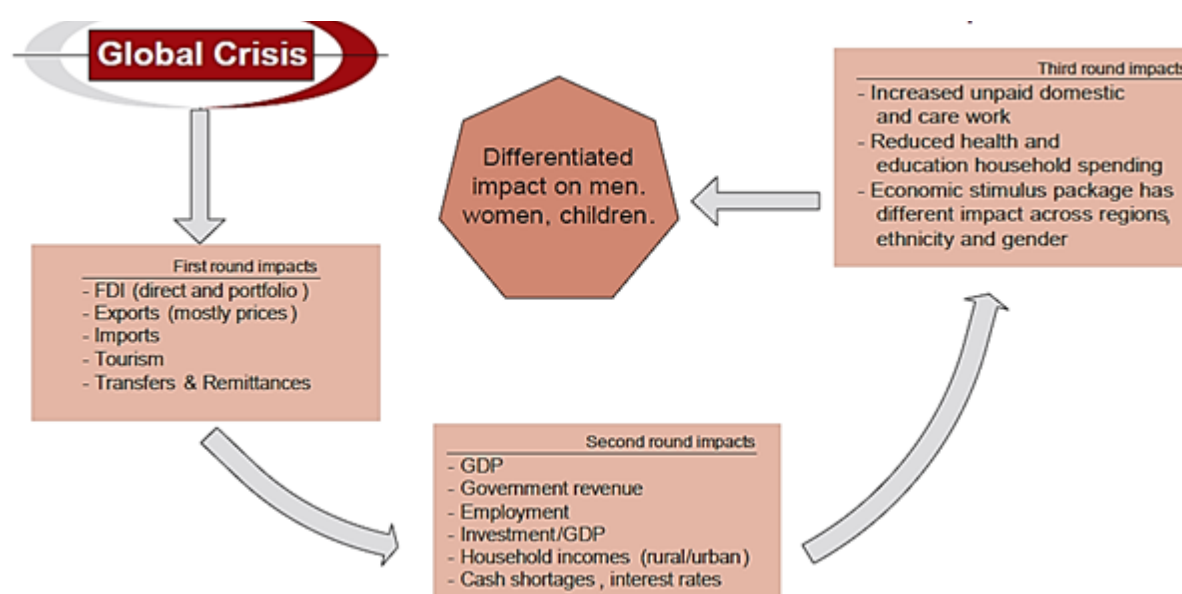 Global Crisis
First round impacts
- FDI (direct and portfolio )
- Exports (mostly prices )
- Imports
- Tourism
- Transfers & Remittances
Second round impacts
- GDP
- Government revenue
- Employment
- Investment/GDP
- Household incomes (rural/urban)
- Cash shortages , interest rates
Third round impacts
- Increased unpaid domestic
and care work
- Reduced health and
education household spending
- Economic stimulus package has
different impact across regions,
ethnicity and gender
Differentiated
impact on men.
women, children.